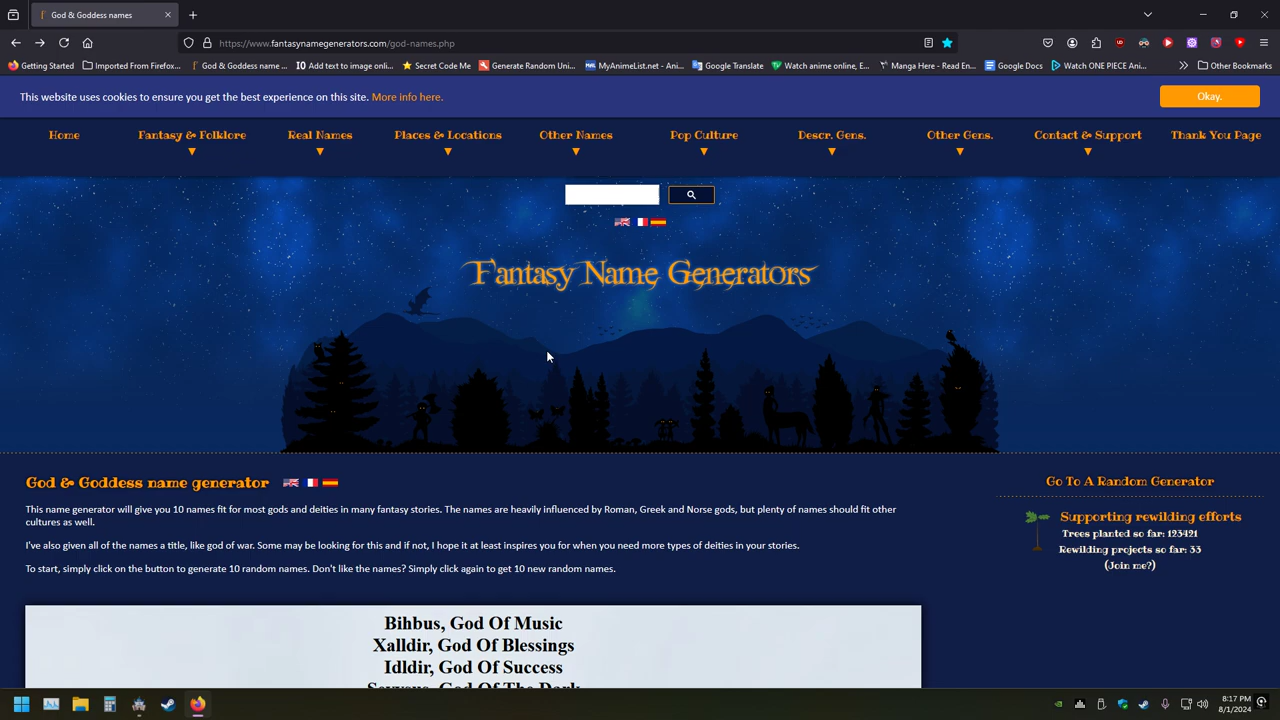 God & Goddess names
https://www.fantasynamegenerators.com/god-names.php
Getting Started
Imported From Firefox...
God & Goddess name ...
Add text to image onli...
Secret Code Me
Generate Random Uni...
MyAnimeList.net - Ani...
Google Translate
Watch anime online, E...
Manga Here - Read En...
Google Docs
Watch ONE PIECE Ani...
Other Bookmarks
This website uses cookies to ensure you get the best experience on this site. More info here.
Okay.
Home
Fantasy & Folklore
Real Names
Places & Locations
Other Names
Pop Culture
Descr. Gens.
Other Gens.
Contact & Support
Thank You Page
Fantasy Name Generators
God & Goddess name generator
This name generator will give you 10 names fit for most gods and deities in many fantasy stories. The names are heavily influenced by Roman, Greek and Norse gods, but plenty of names should fit other
cultures as well.
I've also given all of the names a title, like god of war. Some may be looking for this and if not, I hope it at least inspires you for when you need more types of deities in your stories.
To start, simply click on the button to generate 10 random names. Don't like the names? Simply click again to get 10 new random names.
Go To A Random Generator
Supporting rewilding efforts
Trees planted so far: 123421
Rewilding projects so far: 33
(Join me?)
Bihbus, God Of Music
Xalldir, God Of Blessings
Idldir, God Of Success
God Of The Dark
8:17 PM
8/1/2024